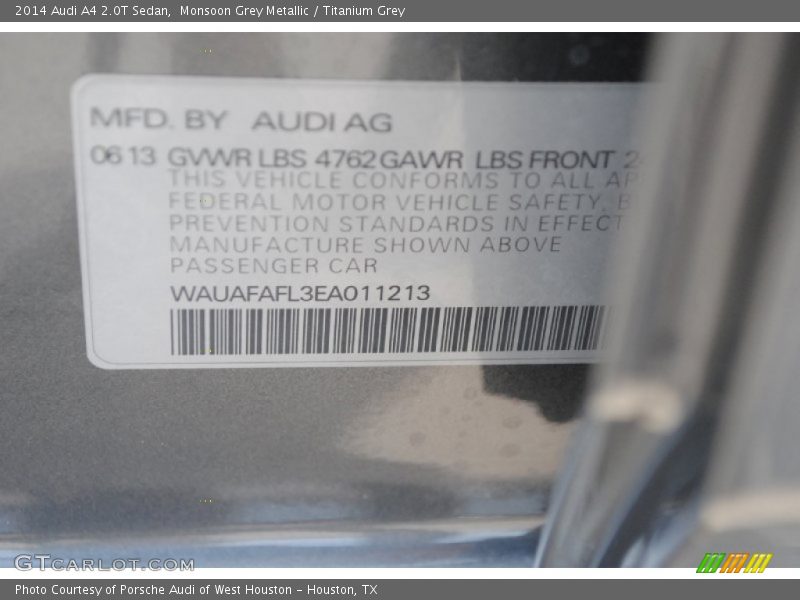 2014 Audi A4 2.0T Sedan,  Monsoon Grey Metallic / Titanium Grey
MFD. BY AUDI AG
06 13 GVWR LBS 4762 GAWR LBS FRONT
THIS VEHICLE CONFORMS TO ALL
FEDERAL MOTOR VEHICLE SAFETY,
PREVENTION STANDARDS IN EFFECT
MANUFACTURE SHOWN ABOVE
PASSENGER CAR
WAUAFAFL3EA011213
GTCARLOT.COM
Photo Courtesy of Porsche Audi of West Houston - Houston, TX